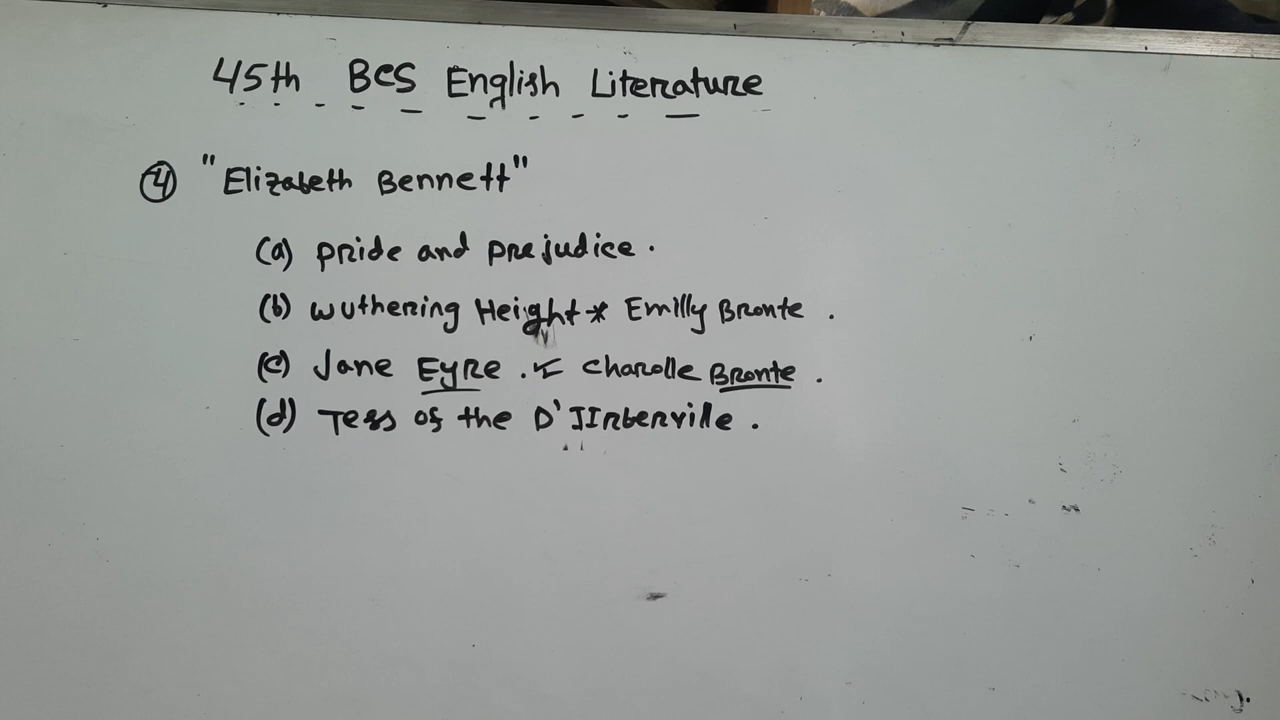 45th BCS English Literature
④ "Elizabeth Bennett"
(a) Pride and prejudice.
(b) Wuthering Height * Emilly Bronte.
(c) Jane Eyre. Charolle Bronte.
(d) Tess of the D'IIrberville.